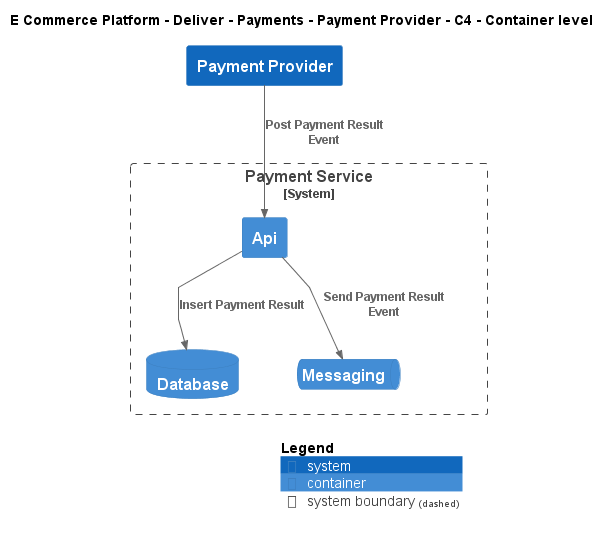 E Commerce Platform - Deliver - Payments - Payment Provider - C4 - Container level
Payment Provider
Post Payment Result
Event
Payment Service
[System]
Api
Insert Payment Result
Send Payment Result
Event
Database
Messaging
Legend
system
container
system boundary (dashed)